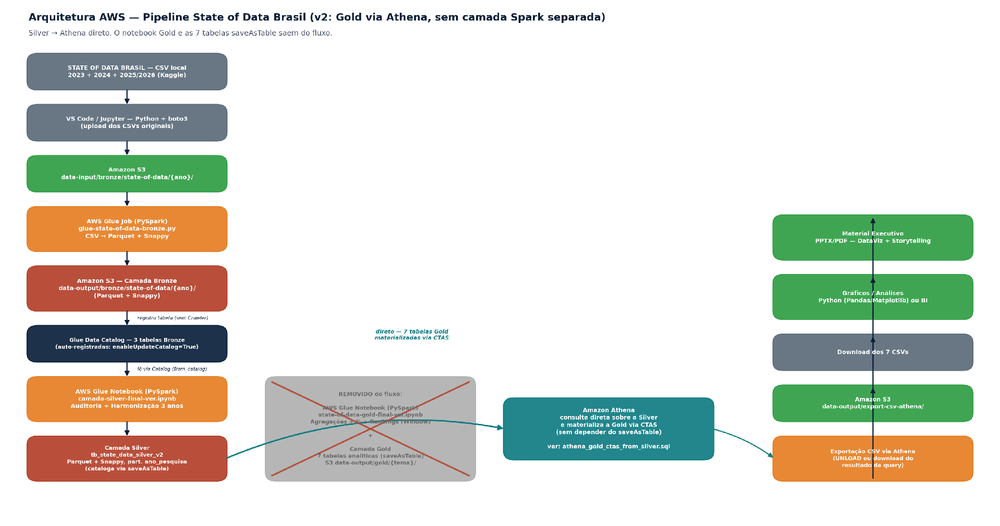 Arquitetura AWS — Pipeline State of Data Brasil (v2: Gold via Athena, sem camada Spark separada)
Silver → Athena direto. O notebook Gold e as 7 tabelas saveAsTable saem do fluxo.
STATE OF DATA BRASIL — CSV local
2023 + 2024 + 2025/2026 (Kaggle)
VS Code / Jupyter — Python + boto3
(upload dos CSVs originais)
Amazon S3
data-input/bronze/state-of-data/{ano}/
AWS Glue Job (PySpark)
glue-state-of-data-bronze.py
CSV → Parquet + Snappy
Amazon S3 — Camada Bronze
data-output/bronze/state-of-data/{ano}/
(Parquet + Snappy)
registra tabela (sem Crawler)
Glue Data Catalog — 3 tabelas Bronze
(auto-registradas: enableUpdateCatalog=True)
lê via Catalog (from_catalog)
AWS Glue Notebook (PySpark)
camada-silver-final-ver.ipynb
Auditoria + Harmonização 3 anos
Camada Silver
tb_state_data_silver_v2
Parquet + Snappy, part. ano_pesquisa
(cataloga via saveAsTable)
direto — 7 tabelas Gold
materializadas via CTAS
REMOVIDO do fluxo:
AWS Glue Notebook (PySpark)
state-of-data-gold-final-ver.ipynb
Agregações + % + Rankings (Window)
+
Camada Gold
7 tabelas analíticas (saveAsTable)
S3 data-output/gold/{tema}/
Amazon Athena
consulta direta sobre a Silver
e materializa a Gold via CTAS
(sem depender do saveAsTable)
ver: athena_gold_ctas_from_silver.sql
Material Executivo
PPTX/PDF — DataViz + Storytelling
Gráficos / Análises
Python (Pandas/Matplotlib) ou BI
Download dos 7 CSVs
Amazon S3
data-output/export-csv-athena/
Exportação CSV via Athena
(UNLOAD ou download do
resultado da query)